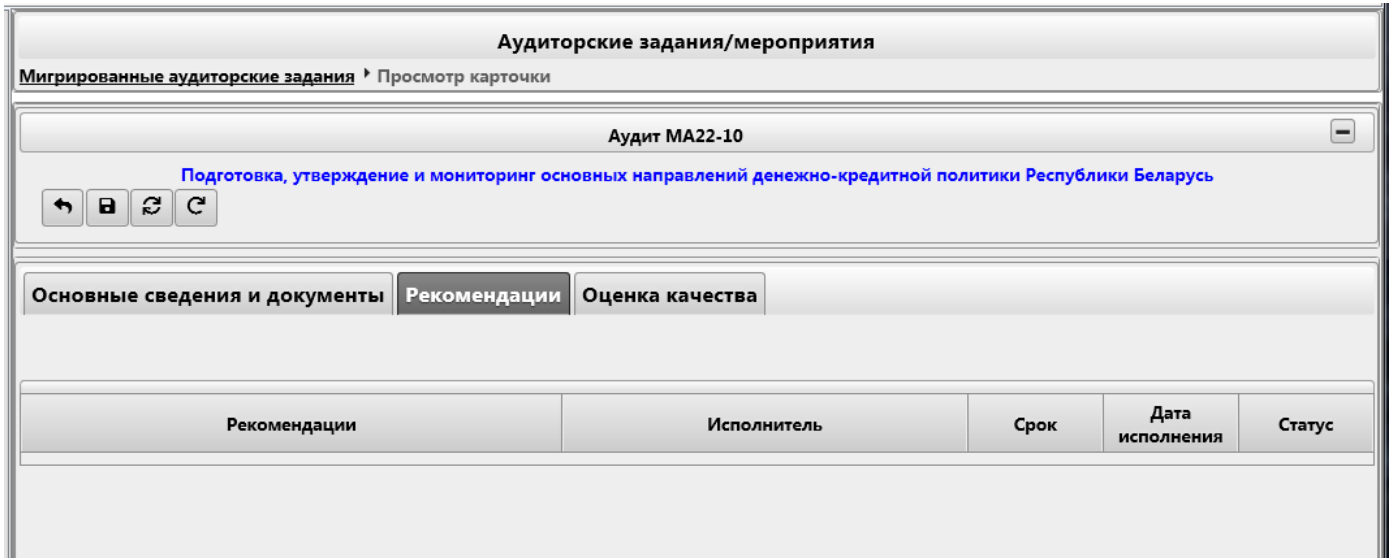 Аудиторские задания/мероприятия
Мигрированные аудиторские задания Просмотр карточки
Аудит МА22-10
Подготовка, утверждение и мониторинг основных направлений денежно-кредитной политики Республики Беларусь
Основные сведения и документы Рекомендации Оценка качества
Рекомендации Исполнитель Срок Дата исполнения Статус